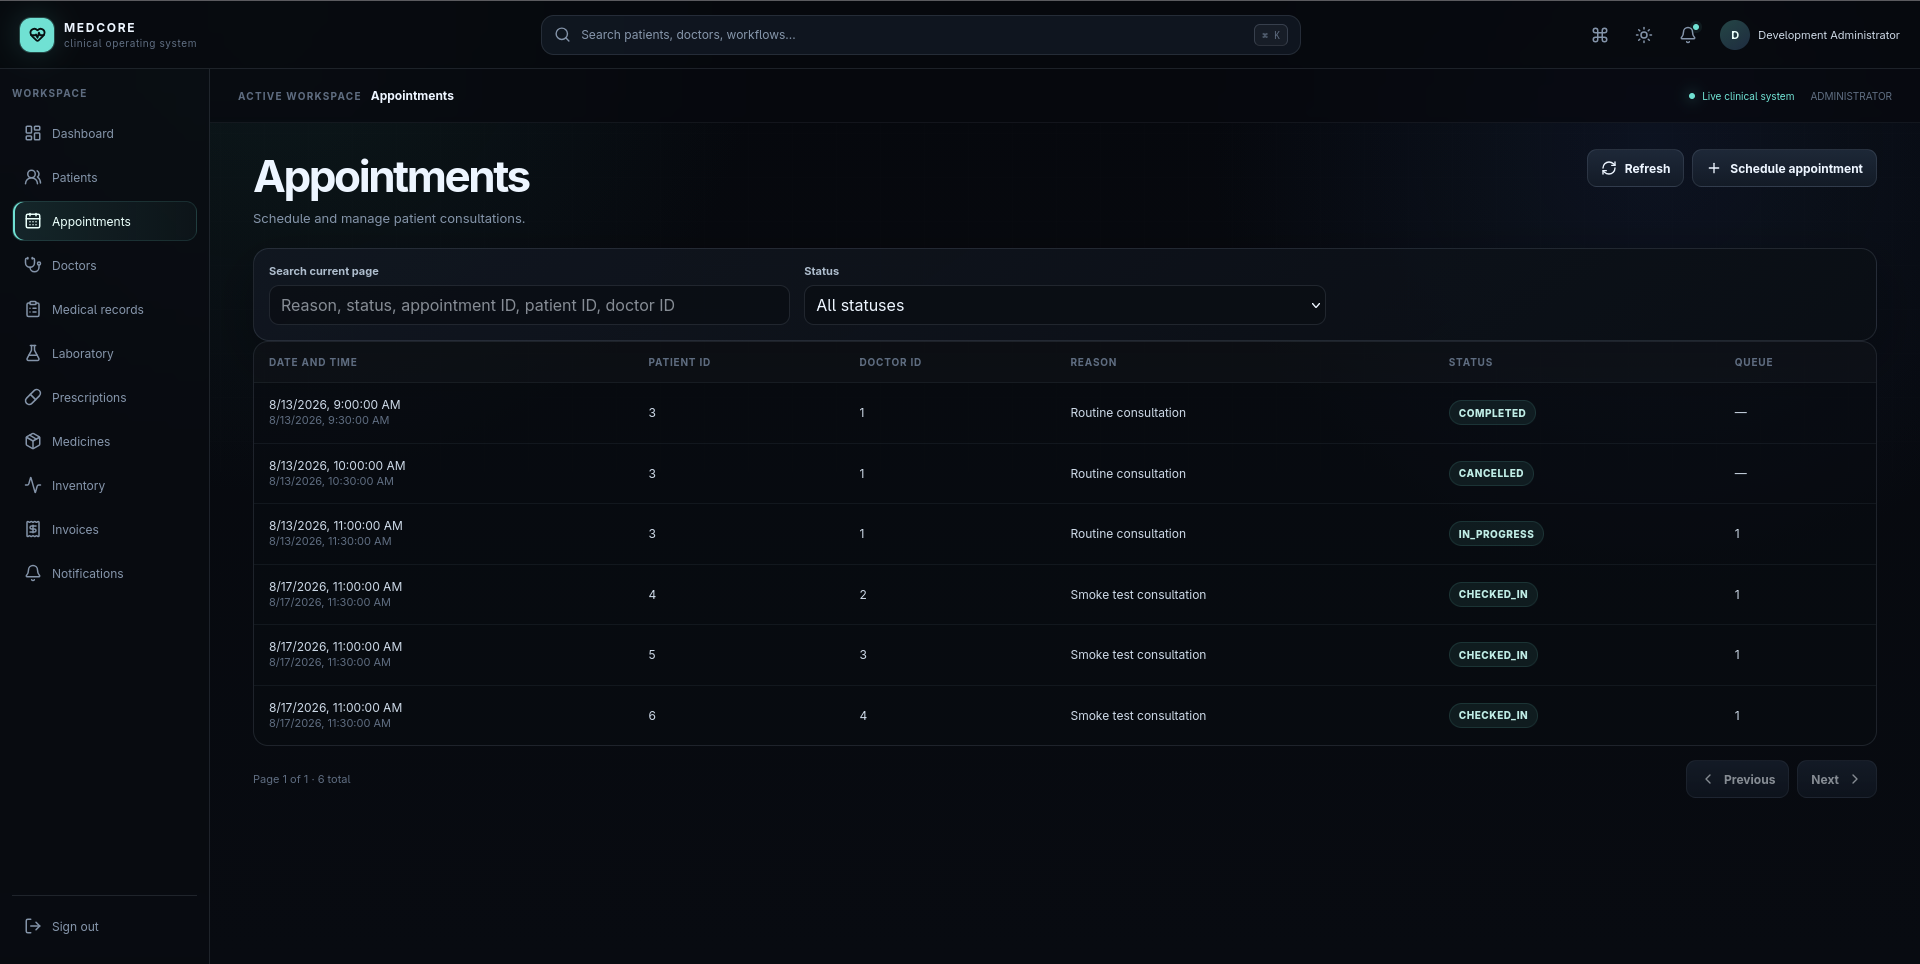 MEDCORE
clinical operating system
Search patients, doctors, workflows...
⌘ K
D
Development Administrator
WORKSPACE
Dashboard
Patients
Appointments
Doctors
Medical records
Laboratory
Prescriptions
Medicines
Inventory
Invoices
Notifications
Sign out
ACTIVE WORKSPACE Appointments
Live clinical system ADMINISTRATOR
Appointments
Schedule and manage patient consultations.
Refresh
Schedule appointment
Search current page
Reason, status, appointment ID, patient ID, doctor ID
Status
All statuses
DATE AND TIME PATIENT ID DOCTOR ID REASON STATUS QUEUE
8/13/2026, 9:00:00 AM
8/13/2026, 9:30:00 AM
3 1 Routine consultation COMPLETED —
8/13/2026, 10:00:00 AM
8/13/2026, 10:30:00 AM
3 1 Routine consultation CANCELLED —
8/13/2026, 11:00:00 AM
8/13/2026, 11:30:00 AM
3 1 Routine consultation IN_PROGRESS 1
8/17/2026, 11:00:00 AM
8/17/2026, 11:30:00 AM
4 2 Smoke test consultation CHECKED_IN 1
8/17/2026, 11:00:00 AM
8/17/2026, 11:30:00 AM
5 3 Smoke test consultation CHECKED_IN 1
8/17/2026, 11:00:00 AM
8/17/2026, 11:30:00 AM
6 4 Smoke test consultation CHECKED_IN 1
Page 1 of 1 · 6 total
Previous
Next